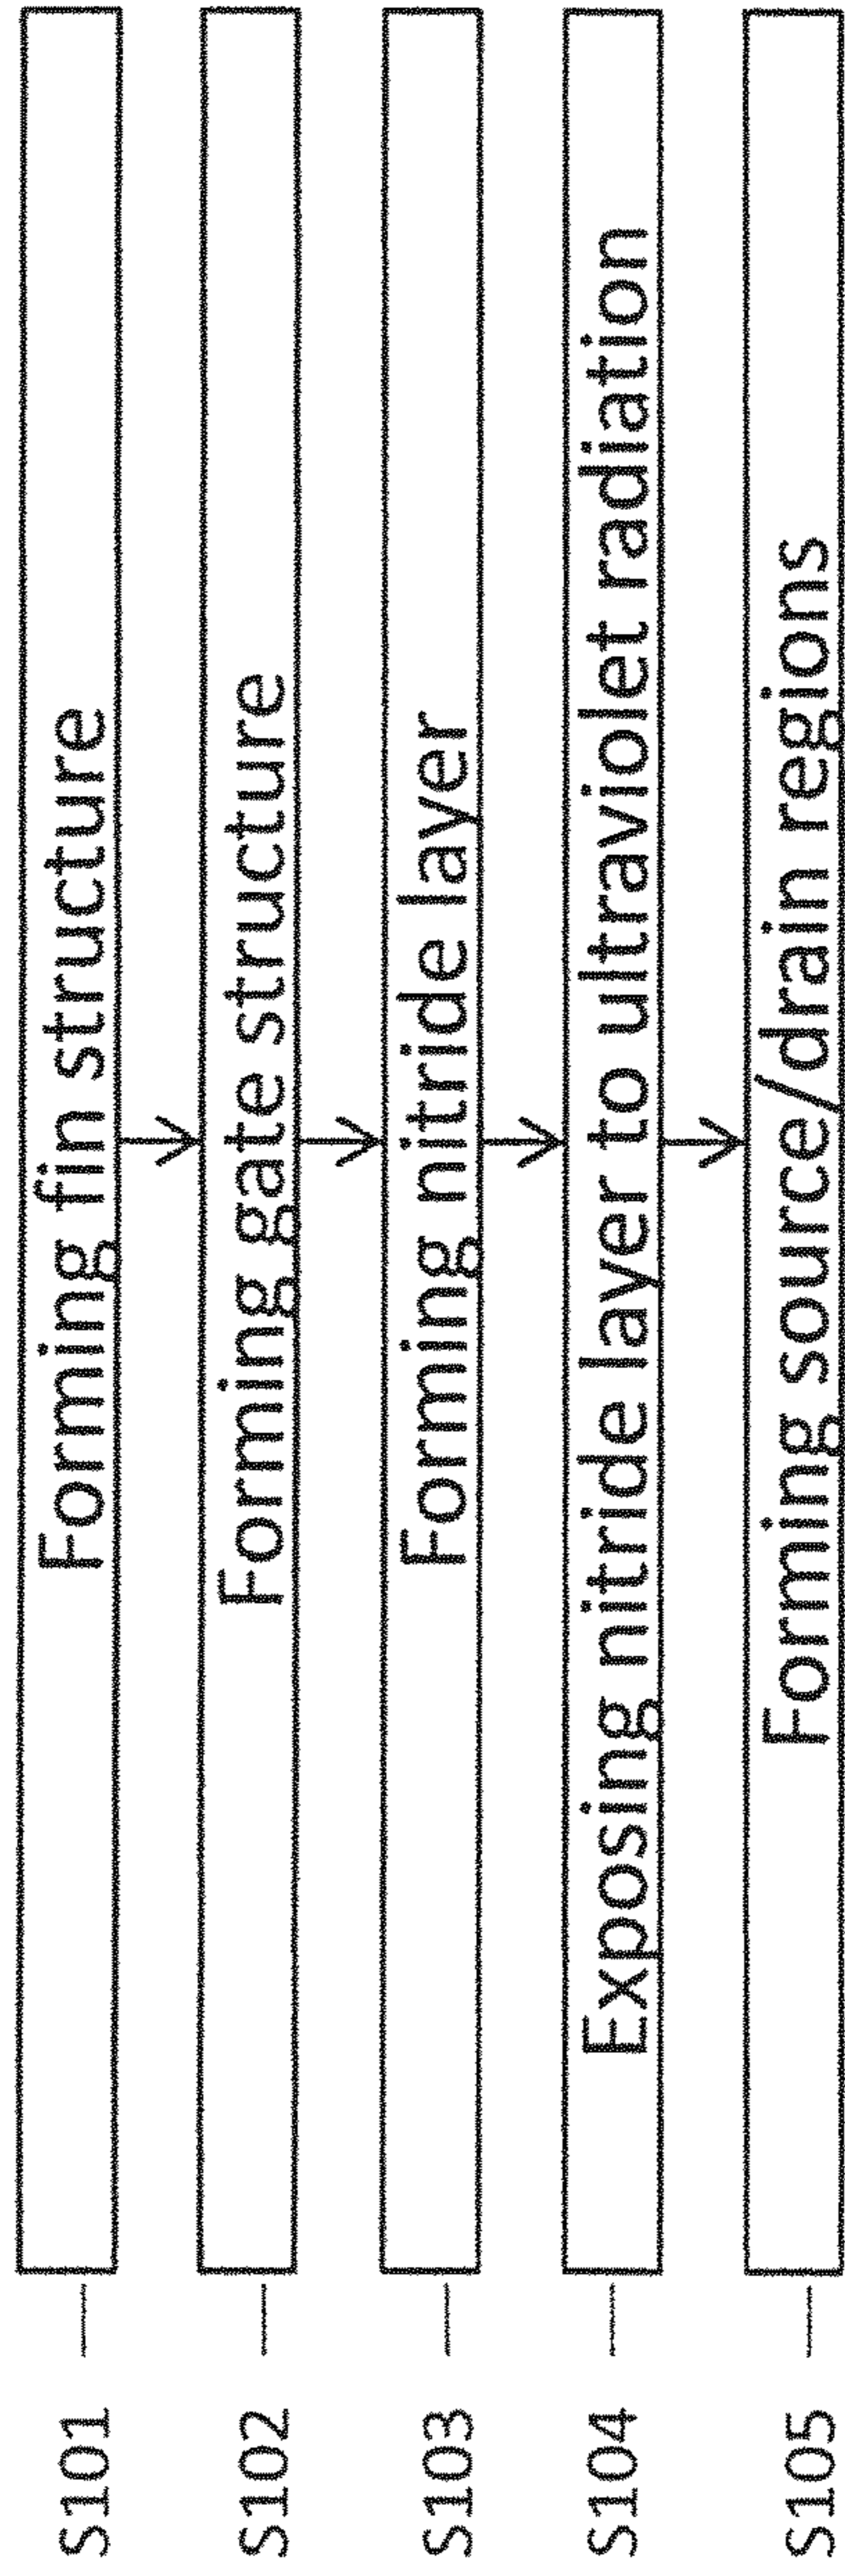 S101 Forming fin structure
S102 Forming gate structure
S103 Forming nitride layer
S104 Exposing nitride layer to ultraviolet radiation
S105 Forming source/drain regions